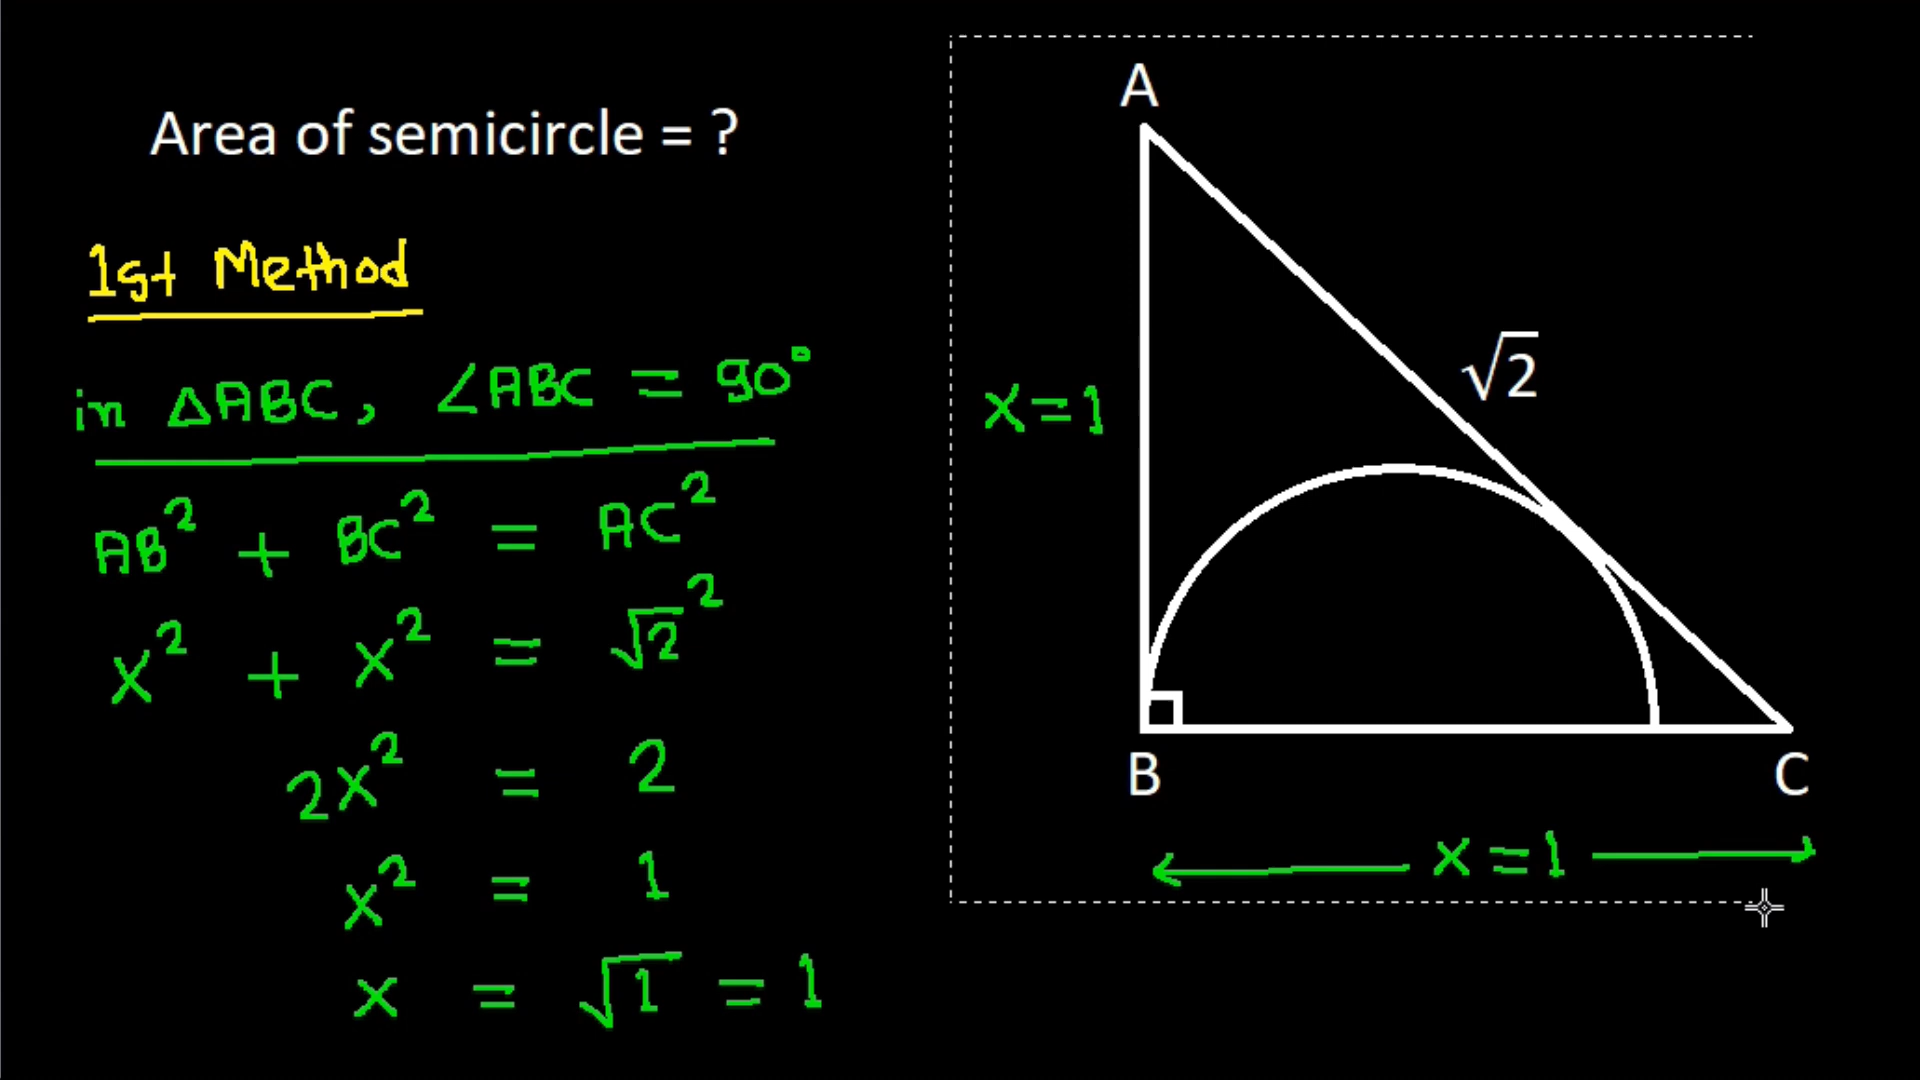 Area of semicircle = ?
1st Method
in △ABC, ∠ABC = 90°
AB² + BC² = AC²
x² + x² = √2²
2x² = 2
x² = 1
x = √1 = 1
A
√2
x=1
B
C
x=1